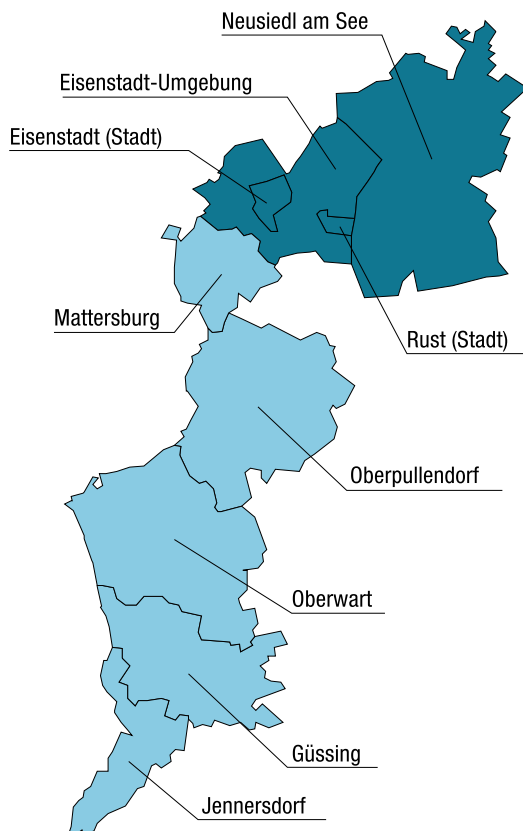 Neusiedl am See
Eisenstadt-Umgebung
Eisenstadt (Stadt)
Mattersburg
Rust (Stadt)
Oberpullendorf
Oberwart
Güssing
Jennersdorf